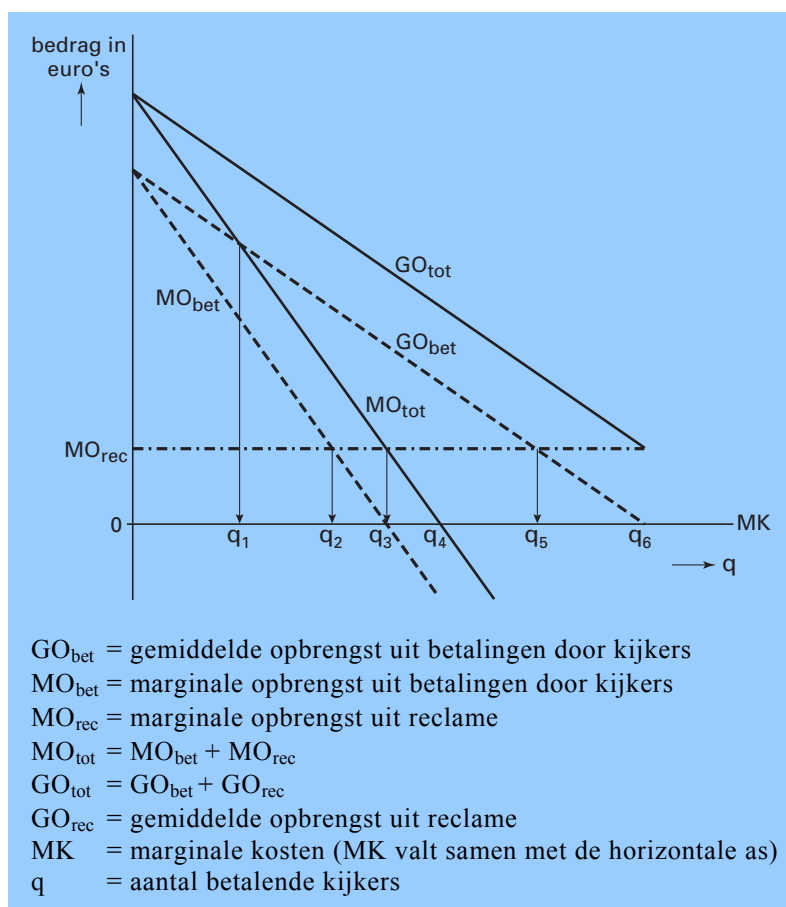 bedrag in
euro's
GOtot
MObet
GObet
MOtot
MOrec
0
MK
q1 q2 q3 q4 q5 q6
q
GObet = gemiddelde opbrengst uit betalingen door kijkers
MObet = marginale opbrengst uit betalingen door kijkers
MOrec = marginale opbrengst uit reclame
MOtot = MObet + MOrec
GOtot = GObet + GOrec
GOrec = gemiddelde opbrengst uit reclame
MK = marginale kosten (MK valt samen met de horizontale as)
q = aantal betalende kijkers